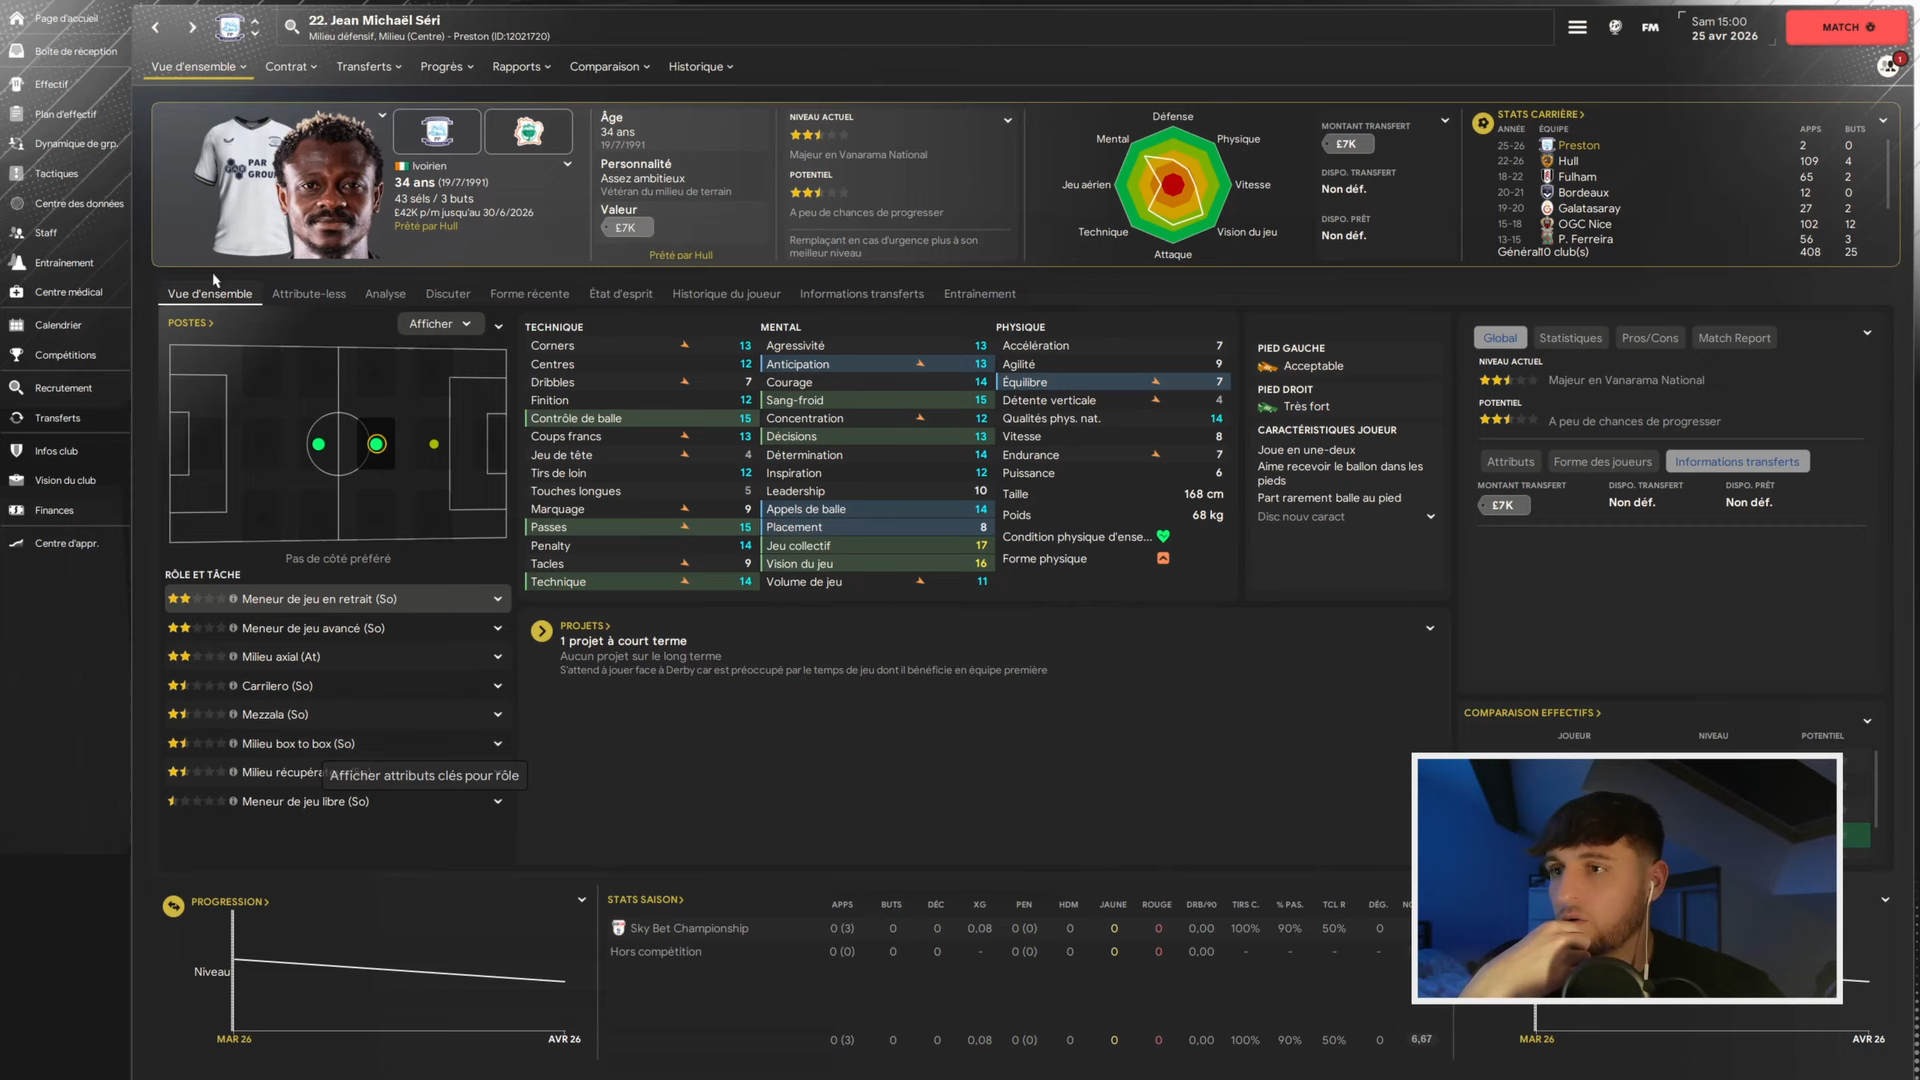 Page d'accueil
Boîte de réception
Effectif
Plan d'effectif
Dynamique de grp.
Tactiques
Centre des données
Staff
Entraînement
Centre médical
Calendrier
Compétitions
Recrutement
Transferts
Infos club
Vision du club
Finances
Centre d'appr.
22. Jean Michaël Séri
Milieu défensif, Milieu (Centre) - Preston (ID:12021720)
FM
Sam 15:00
25 avr 2026
MATCH
1
Vue d'ensemble
Contrat
Transferts
Progrès
Rapports
Comparaison
Historique
PAR
GROU
Ivoirien
34 ans (19/7/1991)
43 séls / 3 buts
£42K p/m jusqu'au 30/6/2026
Prêté par Hull
Âge
34 ans
19/7/1991
Personnalité
Assez ambitieux
Vétéran du milieu de terrain
Valeur
£7K
Prêté par Hull
NIVEAU ACTUEL
Majeur en Vanarama National
POTENTIEL
A peu de chances de progresser
Remplaçant en cas d'urgence plus à son
meilleur niveau
Défense
Mental
Physique
Jeu aérien
Vitesse
Technique
Vision du jeu
Attaque
MONTANT TRANSFERT
£7K
DISPO. TRANSFERT
Non déf.
DISPO. PRÊT
Non déf.
STATS CARRIÈRE
ANNÉE ÉQUIPE APPS BUTS
25-26 Preston 2 0
22-26 Hull 109 4
18-22 Fulham 65 2
20-21 Bordeaux 12 0
19-20 Galatasaray 27 2
15-18 OGC Nice 102 12
13-15 P. Ferreira 56 3
Général10 club(s) 408 25
Vue d'ensemble
Attribute-less
Analyse
Discuter
Forme récente
État d'esprit
Historique du joueur
Informations transferts
Entraînement
POSTES
Afficher
Pas de côté préféré
RÔLE ET TÂCHE
Meneur de jeu en retrait (So)
Meneur de jeu avancé (So)
Milieu axial (At)
Carrilero (So)
Mezzala (So)
Milieu box to box (So)
Milieu récupéra
Afficher attributs clés pour rôle
Meneur de jeu libre (So)
TECHNIQUE
Corners 13
Centres 12
Dribbles 7
Finition 12
Contrôle de balle 15
Coups francs 13
Jeu de tête 4
Tirs de loin 12
Touches longues 5
Marquage 9
Passes 15
Penalty 14
Tacles 9
Technique 14
MENTAL
Agressivité 13
Anticipation 13
Courage 14
Sang-froid 15
Concentration 12
Décisions 13
Détermination 14
Inspiration 12
Leadership 10
Appels de balle 14
Placement 8
Jeu collectif 17
Vision du jeu 16
Volume de jeu 11
PHYSIQUE
Accélération 7
Agilité 9
Équilibre 7
Détente verticale 4
Qualités phys. nat. 14
Vitesse 8
Endurance 7
Puissance 6
Taille 168 cm
Poids 68 kg
Condition physique d'ense...
Forme physique
PIED GAUCHE
Acceptable
PIED DROIT
Très fort
CARACTÉRISTIQUES JOUEUR
Joue en une-deux
Aime recevoir le ballon dans les
pieds
Part rarement balle au pied
Disc nouv caract
PROJETS
1 projet à court terme
Aucun projet sur le long terme
S'attend à jouer face à Derby car est préoccupé par le temps de jeu dont il bénéficie en équipe première
Global
Statistiques
Pros/Cons
Match Report
NIVEAU ACTUEL
Majeur en Vanarama National
POTENTIEL
A peu de chances de progresser
Attributs
Forme des joueurs
Informations transferts
MONTANT TRANSFERT DISPO. TRANSFERT DISPO. PRÊT
£7K Non déf. Non déf.
COMPARAISON EFFECTIFS
JOUEUR NIVEAU POTENTIEL
PROGRESSION
Niveau
MAR 26 AVR 26
STATS SAISON
APPS BUTS DÉC XG PEN HDM JAUNE ROUGE DRB/90 TIRS C. % PAS. TCL R DÉG.
Sky Bet Championship 0 (3) 0 0 0,08 0 (0) 0 0 0 0,00 100% 90% 50% 0
Hors compétition 0 (0) 0 0 - 0 (0) 0 0 0 0,00 - - -
0 (3) 0 0 0,08 0 (0) 0 0 0 0,00 100% 90% 50% 0 6,67
MAR 26 AVR 26